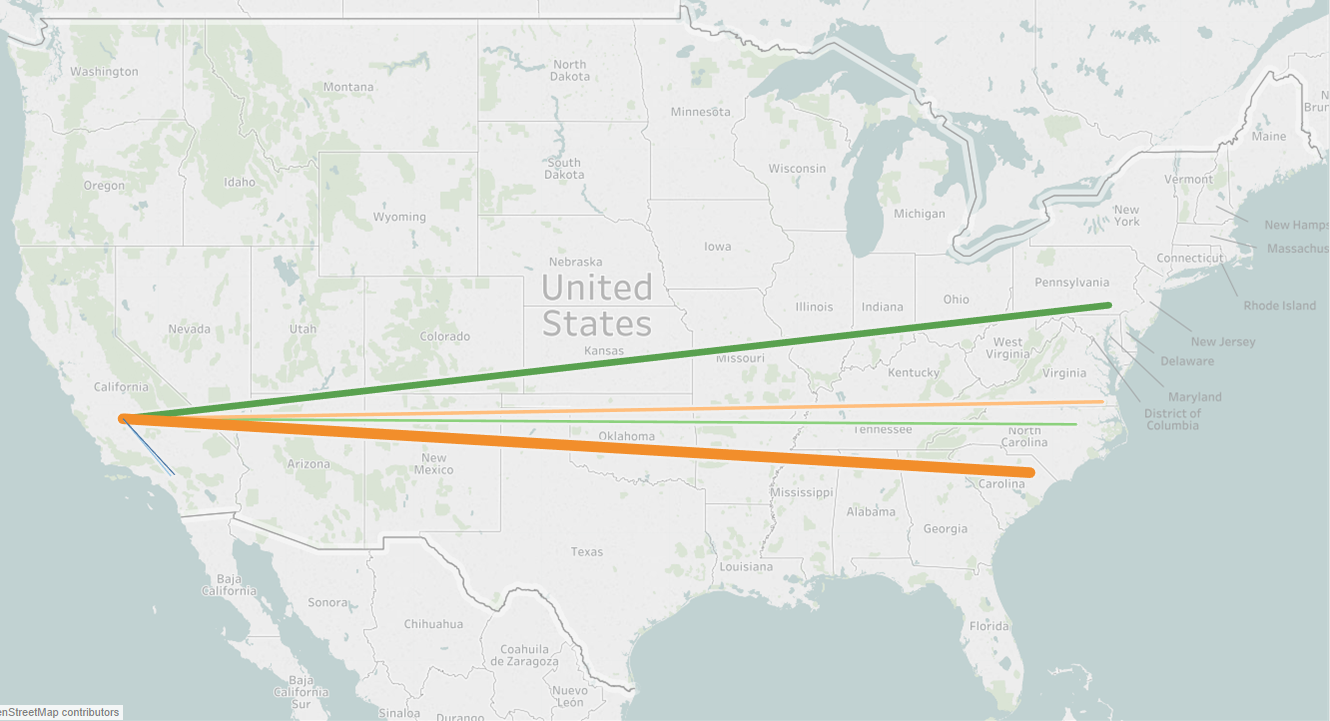 Washington
Montana
North
Dakota
Minnesota
Maine
Oregon
Idaho
South
Dakota
Wisconsin
Vermont
Wyoming
Michigan
New
York
New Hamps
Iowa
Massachus
Nebraska
Connecticut
United
States
Pennsylvania
Illinois
Indiana
Ohio
Rhode Island
Nevada
Utah
Colorado
Kansas
Missouri
West
Virginia
New Jersey
Delaware
California
Kentucky
Virginia
Maryland
District of
Columbia
Arizona
New
Mexico
Oklahoma
Tennessee
North
Carolina
Carolina
Mississippi
Alabama
Georgia
Texas
Louisiana
Baja
California
Sonora
Chihuahua
Florida
Coahuila
de Zaragoza
Baja
California
Sur
Nuevo
León
Sinaloa
Durango
enStreetMap contributors